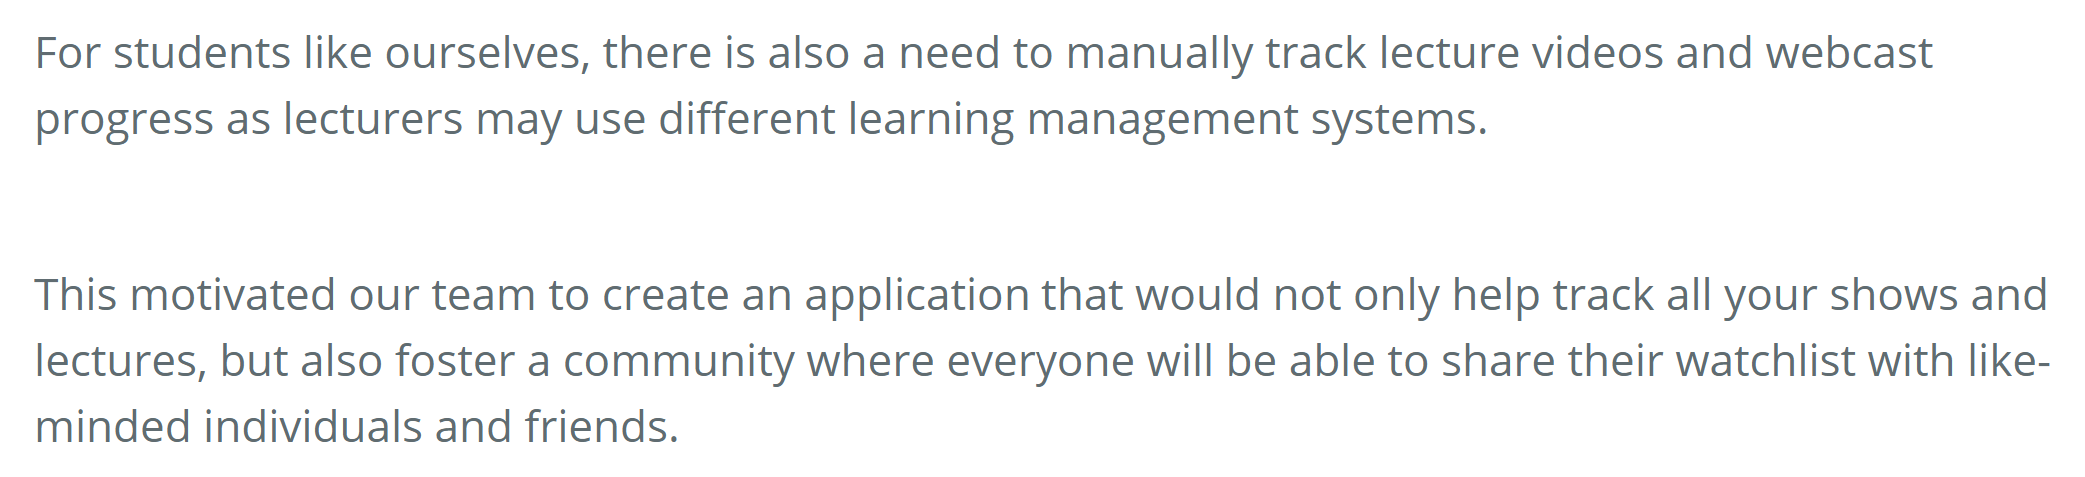 For students like ourselves, there is also a need to manually track lecture videos and webcast
progress as lecturers may use different learning management systems.
This motivated our team to create an application that would not only help track all your shows and
lectures, but also foster a community where everyone will be able to share their watchlist with like-
minded individuals and friends.